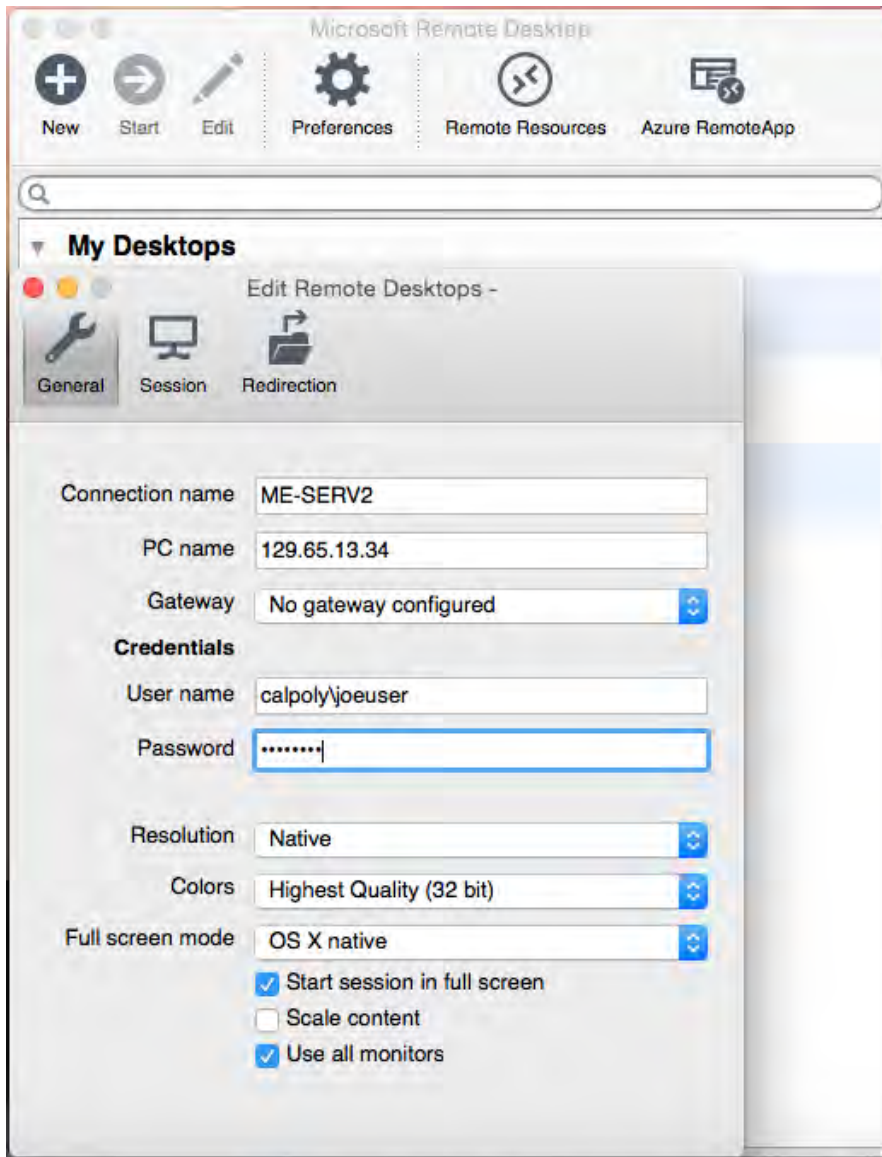 Microsoft Remote Desktop
New Start Edit Preferences Remote Resources Azure RemoteApp
My Desktops
Edit Remote Desktops -
General Session Redirection
Connection name ME-SERV2
PC name 129.65.13.34
Gateway No gateway configured
Credentials
User name calpoly\joeuser
Password ••••••••
Resolution Native
Colors Highest Quality (32 bit)
Full screen mode OS X native
Start session in full screen
Scale content
Use all monitors